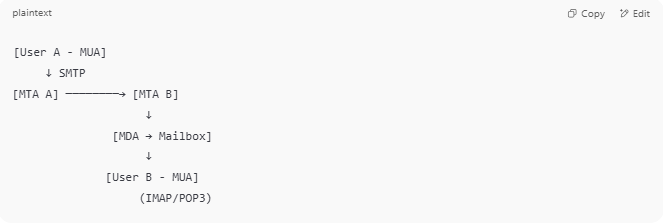 plaintext Copy Edit
[User A - MUA]
↓ SMTP
[MTA A] ────────→ [MTA B]
↓
[MDA → Mailbox]
↓
[User B - MUA]
(IMAP/POP3)